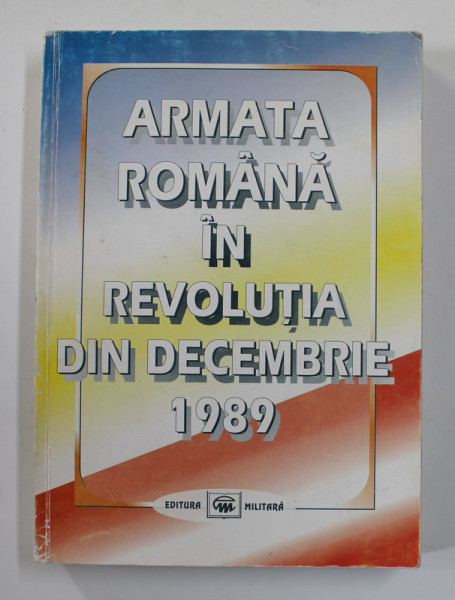 ARMATA
ROMÂNĂ
ÎN
REVOLUȚIA
DIN DECEMBRIE
1989
EDITURA MILITARĂ